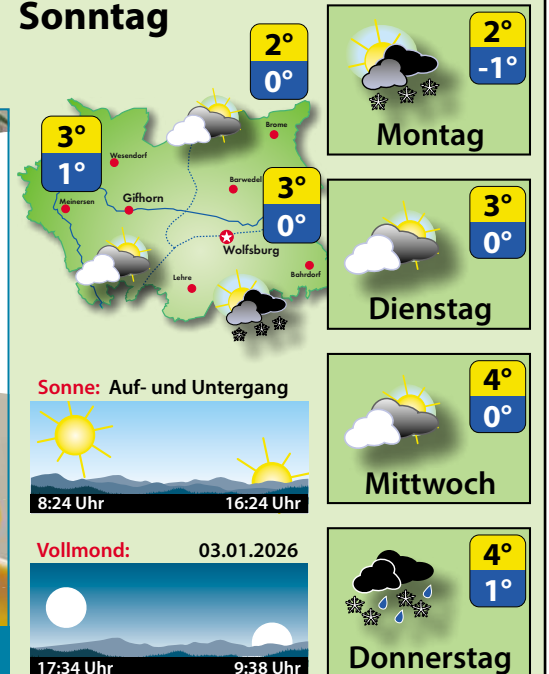 Sonntag
2°
0°
3°
1°
3°
0°
Brome
Wesendorf
Barwedel
Meinersen
Gifhorn
Wolfsburg
Lehre
Bahrdorf
Sonne: Auf- und Untergang
8:24 Uhr 16:24 Uhr
Vollmond: 03.01.2026
17:34 Uhr 9:38 Uhr
2°
-1°
Montag
3°
0°
Dienstag
4°
0°
Mittwoch
4°
1°
Donnerstag